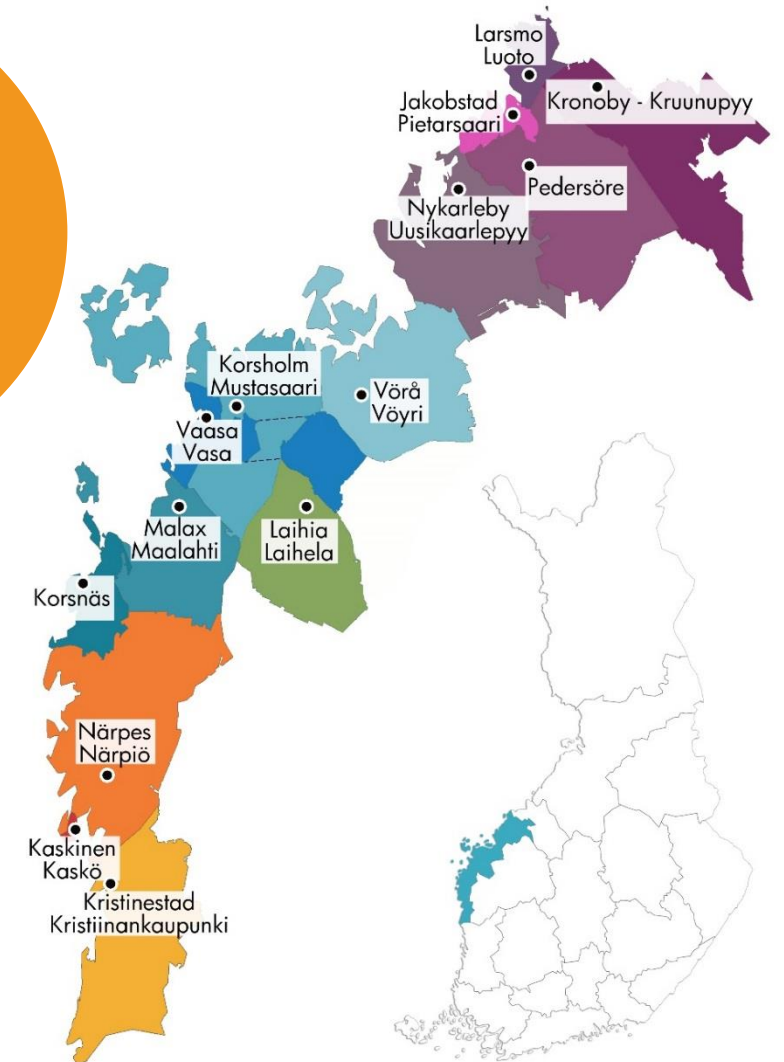 Larsmo
Luoto
Kronoby - Kruunupyy
Jakobstad
Pietarsaari
Pedersöre
Nykarleby
Uusikaarlepyy
Korsholm
Mustasaari
Vörå
Vöyri
Vaasa
Vasa
Malax
Maalahti
Laihia
Laihela
Korsnäs
Närpes
Närpiö
Kaskinen
Kaskö
Kristinestad
Kristiinankaupunki